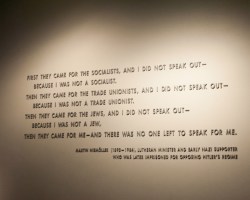 FIRST THEY CAME FOR THE SOCIALISTS, AND I DID NOT SPEAK OUT—
BECAUSE I WAS NOT A SOCIALIST.
THEN THEY CAME FOR THE TRADE UNIONISTS, AND I DID NOT SPEAK OUT—
BECAUSE I WAS NOT A TRADE UNIONIST.
THEN THEY CAME FOR THE JEWS, AND I DID NOT SPEAK OUT—
BECAUSE I WAS NOT A JEW.
THEN THEY CAME FOR ME—AND THERE WAS NO ONE LEFT TO SPEAK FOR ME.
MARTIN NIEMÖLLER (1892–1984), LUTHERAN MINISTER AND EARLY NAZI SUPPORTER
WHO WAS LATER IMPRISONED FOR OPPOSING HITLER'S REGIME